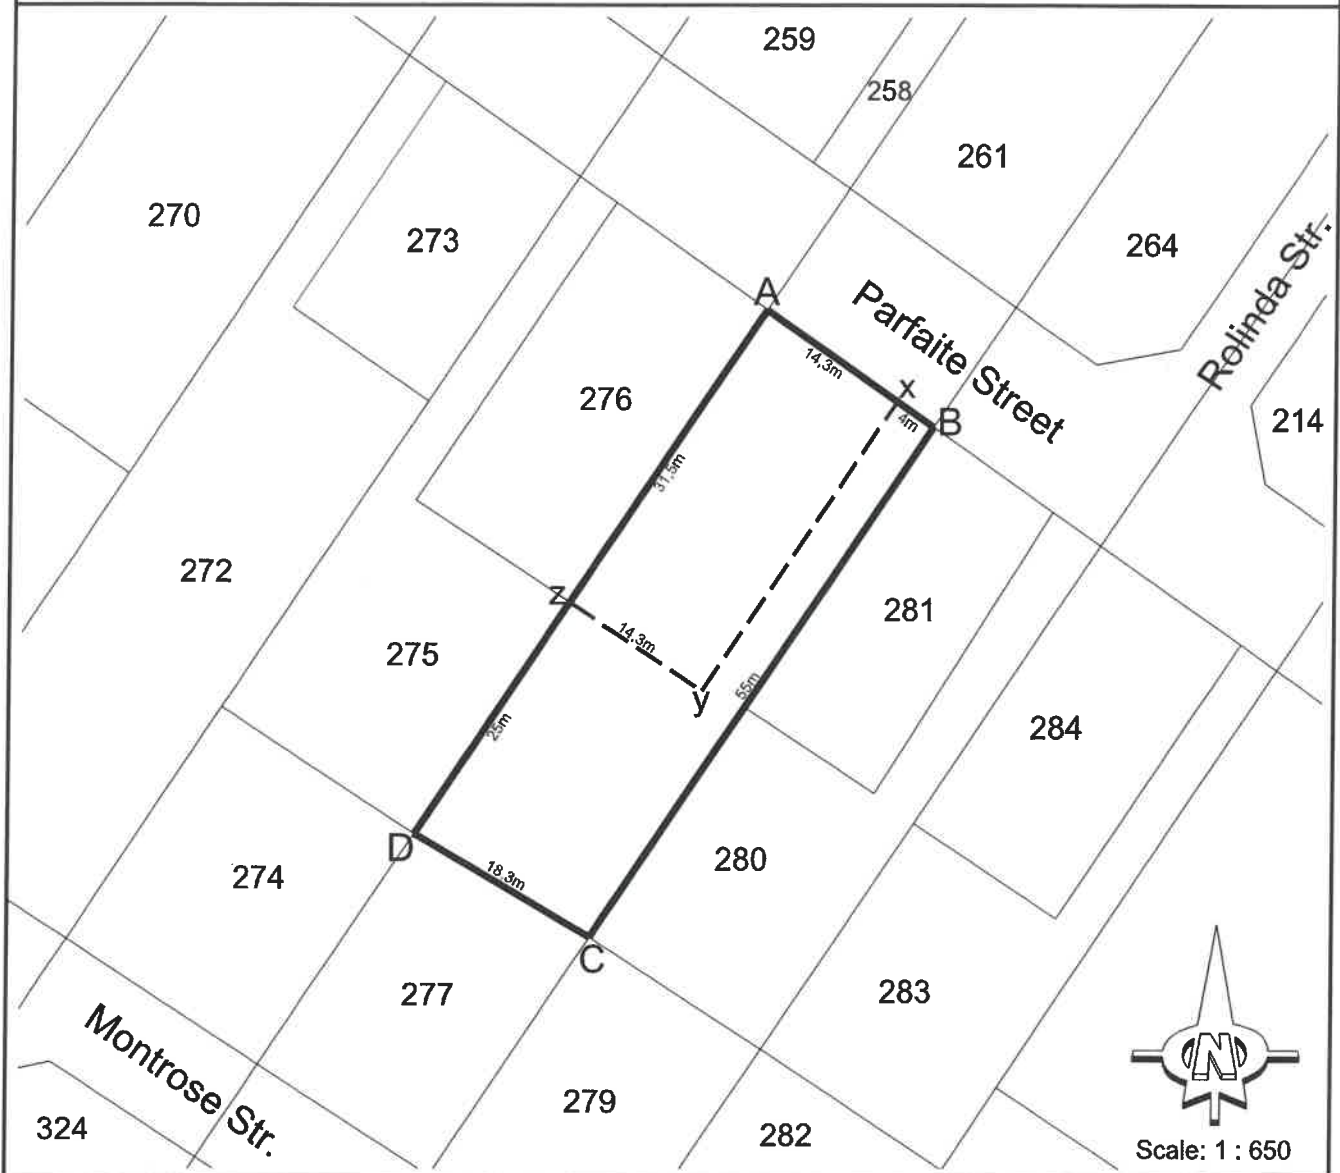 259
258
261
270
273
264
Rolinda Str.
A
Parfaite Street
14,3m
x
276
4m
B
214
31,5m
272
z
281
14,3m
275
y
55m
25m
284
D
280
274
18,3m
C
277
283
Montrose Str.
N
279
324
282
Scale: 1 : 650